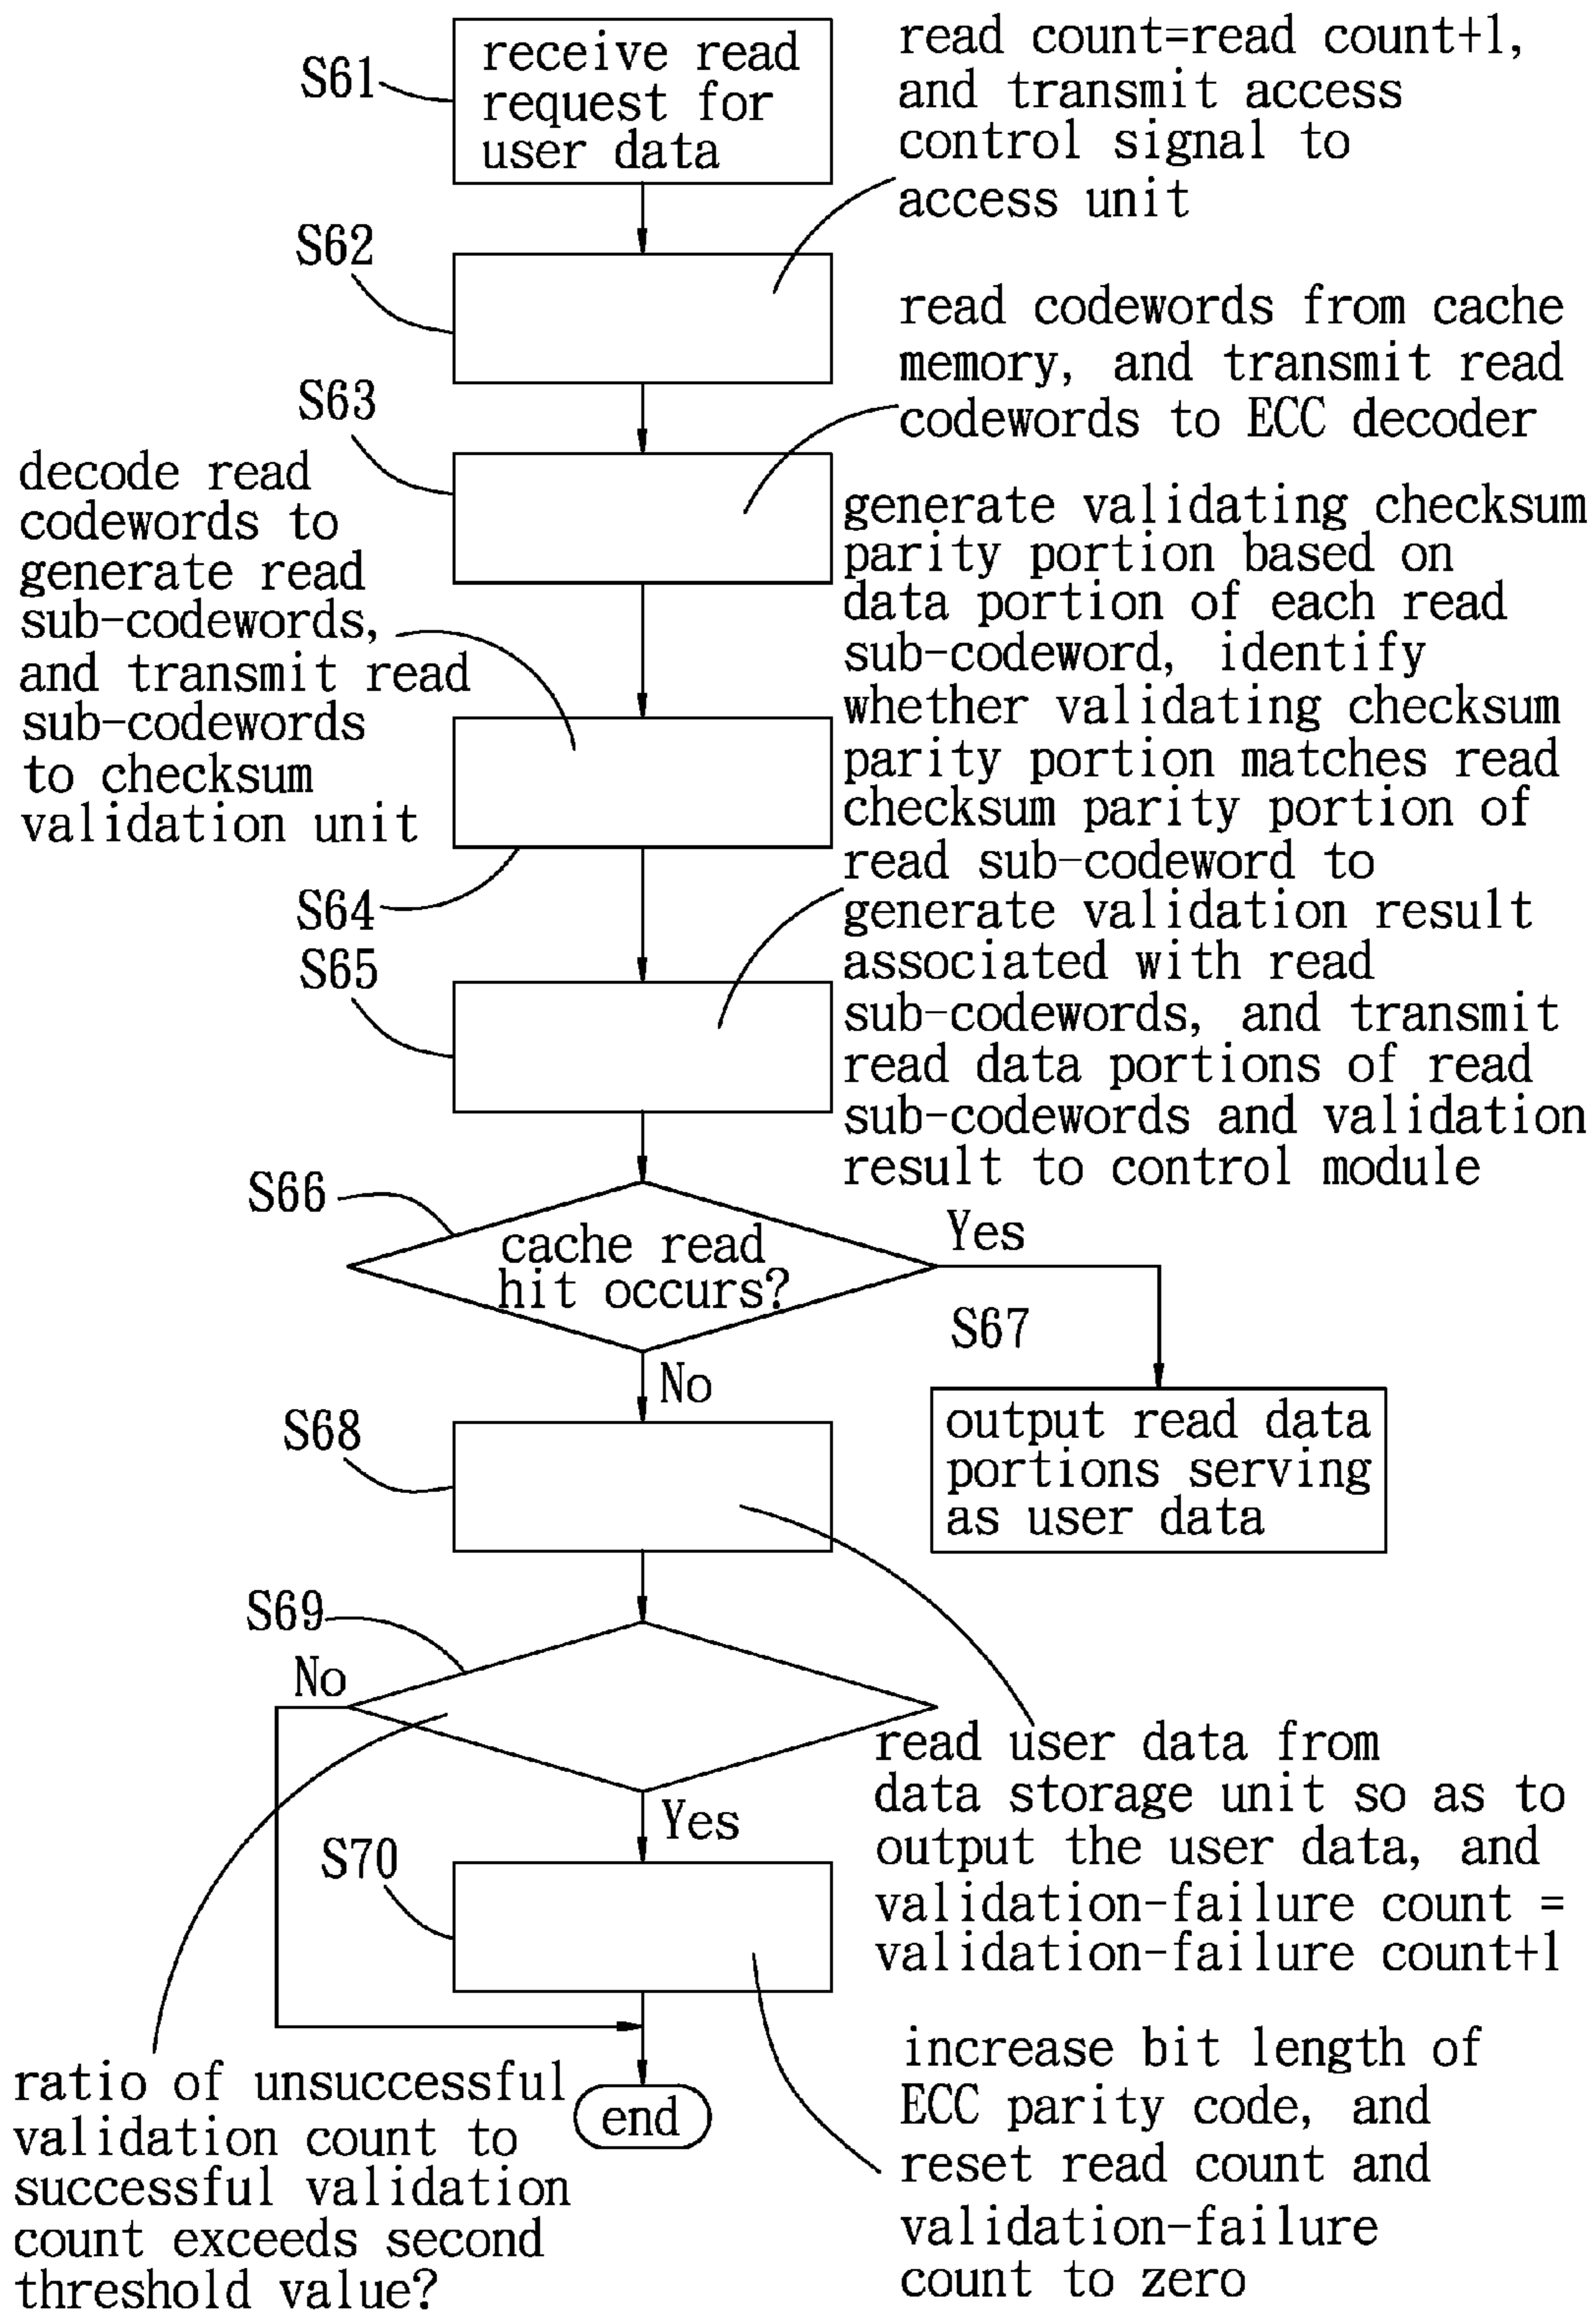 S61
receive read
request for
user data
read count=read count+1,
and transmit access
control signal to
access unit
S62
read codewords from cache
memory, and transmit read
codewords to ECC decoder
S63
decode read
codewords to
generate read
sub-codewords,
and transmit read
sub-codewords
to checksum
validation unit
S64
generate validating checksum
parity portion based on
data portion of each read
sub-codeword, identify
whether validating checksum
parity portion matches read
checksum parity portion of
read sub-codeword to
generate validation result
associated with read
sub-codewords, and transmit
read data portions of read
sub-codewords and validation
result to control module
S65
S66
cache read
hit occurs?
Yes
S67
output read data
portions serving
as user data
No
S68
read user data from
data storage unit so as to
output the user data, and
validation-failure count =
validation-failure count+1
S69
No
Yes
ratio of unsuccessful
validation count to
successful validation
count exceeds second
threshold value?
S70
increase bit length of
ECC parity code, and
reset read count and
validation-failure
count to zero
end